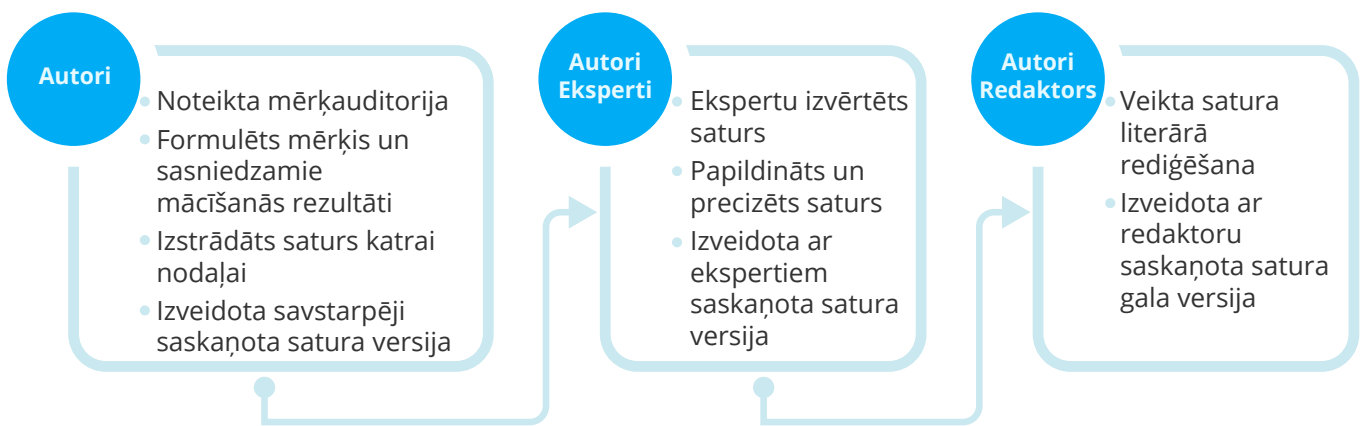 Autori
Noteikta mērķauditorija
Formulēts mērķis un
sasniedzamie
mācīšanās rezultāti
Izstrādāts saturs katrai
nodaļai
Izveidota savstarpēji
saskaņota satura versija
Autori
Eksperti
Ekspertu izvērtēts
saturs
Papildināts un
precizēts saturs
Izveidota ar
ekspertiem
saskaņota satura
versija
Autori
Redaktors
Veikta satura
literārā
rediģēšana
Izveidota ar
redaktoru
saskaņota satura
gala versija